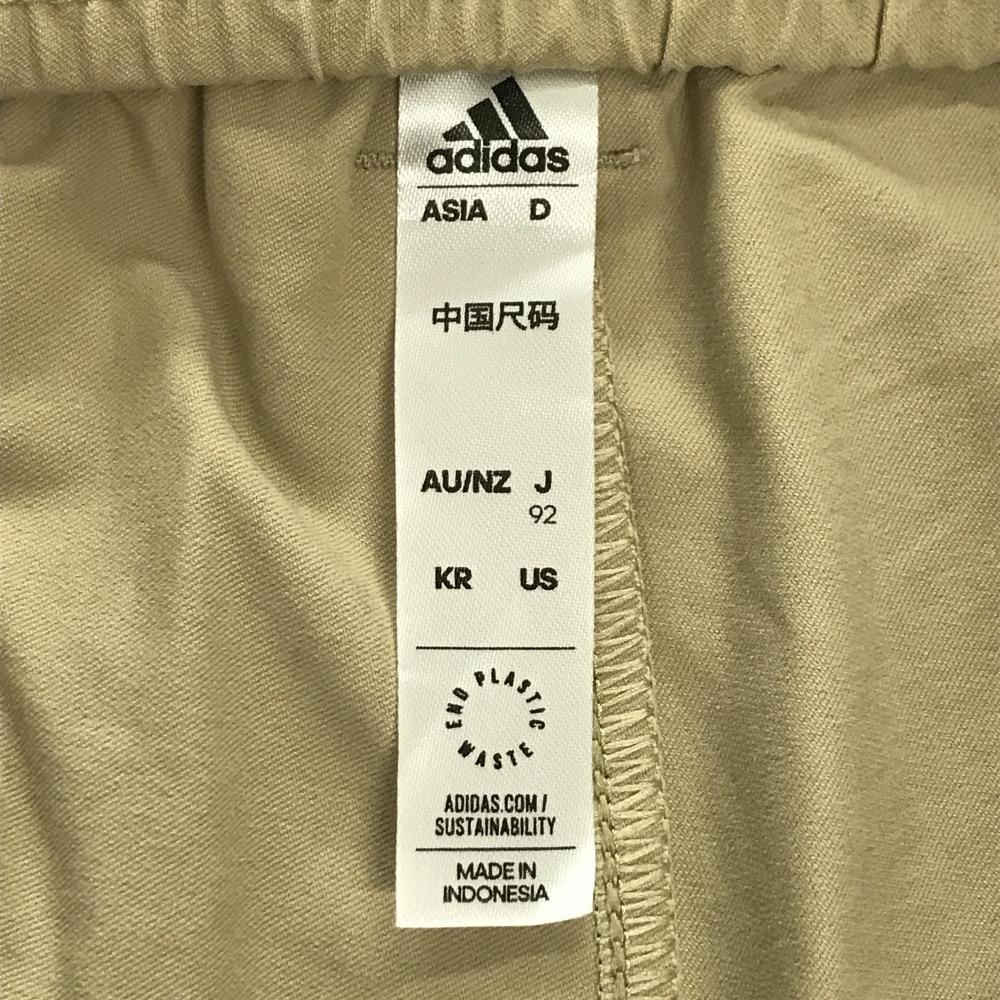 adidas
ASIA D
中国尺码
AU/NZ J
92
KR US
END PLASTIC WASTE
ADIDAS.COM/
SUSTAINABILITY
MADE IN
INDONESIA